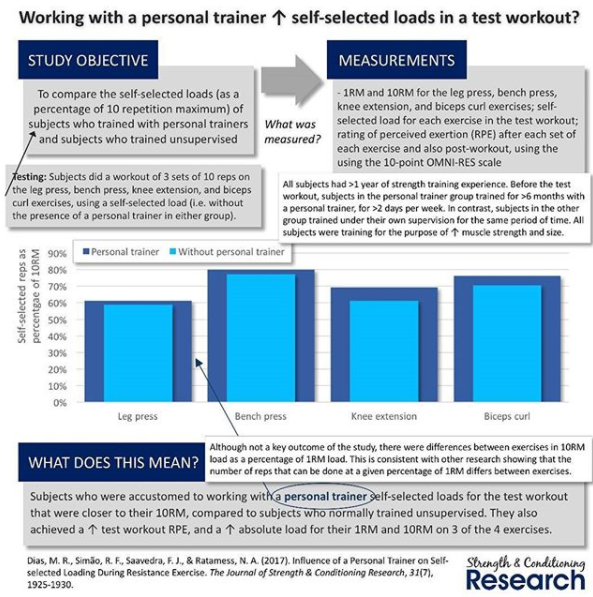 Working with a personal trainer ↑ self-selected loads in a test workout?
STUDY OBJECTIVE
To compare the self-selected loads (as a
percentage of 10 repetition maximum) of
subjects who trained with personal trainers
and subjects who trained unsupervised
What was
measured?
MEASUREMENTS
- 1RM and 10RM for the leg press, bench press,
knee extension, and biceps curl exercises; self-
selected load for each exercise in the test workout;
rating of perceived exertion (RPE) after each set of
each exercise and also post-workout, using the
using the 10-point OMNI-RES scale
Testing: Subjects did a workout of 3 sets of 10 reps on
the leg press, bench press, knee extension, and biceps
curl exercises, using a self-selected load (i.e. without
the presence of a personal trainer in either group).
All subjects had >1 year of strength training experience. Before the test
workout, subjects in the personal trainer group trained for >6 months with
a personal trainer, for >2 days per week. In contrast, subjects in the other
group trained under their own supervision for the same period of time. All
subjects were training for the purpose of ↑ muscle strength and size.
Self-selected reps as
percentgae of 10RM
90%
80%
70%
60%
50%
40%
30%
20%
10%
0%
Personal trainer
Without personal trainer
Leg press
Bench press
Knee extension
Biceps curl
Although not a key outcome of the study, there were differences between exercises in 10RM
load as a percentage of 1RM load. This is consistent with other research showing that the
number of reps that can be done at a given percentage of 1RM differs between exercises.
WHAT DOES THIS MEAN?
Subjects who were accustomed to working with a personal trainer self-selected loads for the test workout
that were closer to their 10RM, compared to subjects who normally trained unsupervised. They also
achieved a ↑ test workout RPE, and a ↑ absolute load for their 1RM and 10RM on 3 of the 4 exercises.
Dias, M. R., Simão, R. F., Saavedra, F. J., & Ratamess, N. A. (2017). Influence of a Personal Trainer on Self-
selected Loading During Resistance Exercise. The Journal of Strength & Conditioning Research, 31(7),
1925-1930.
Strength & Conditioning
Research